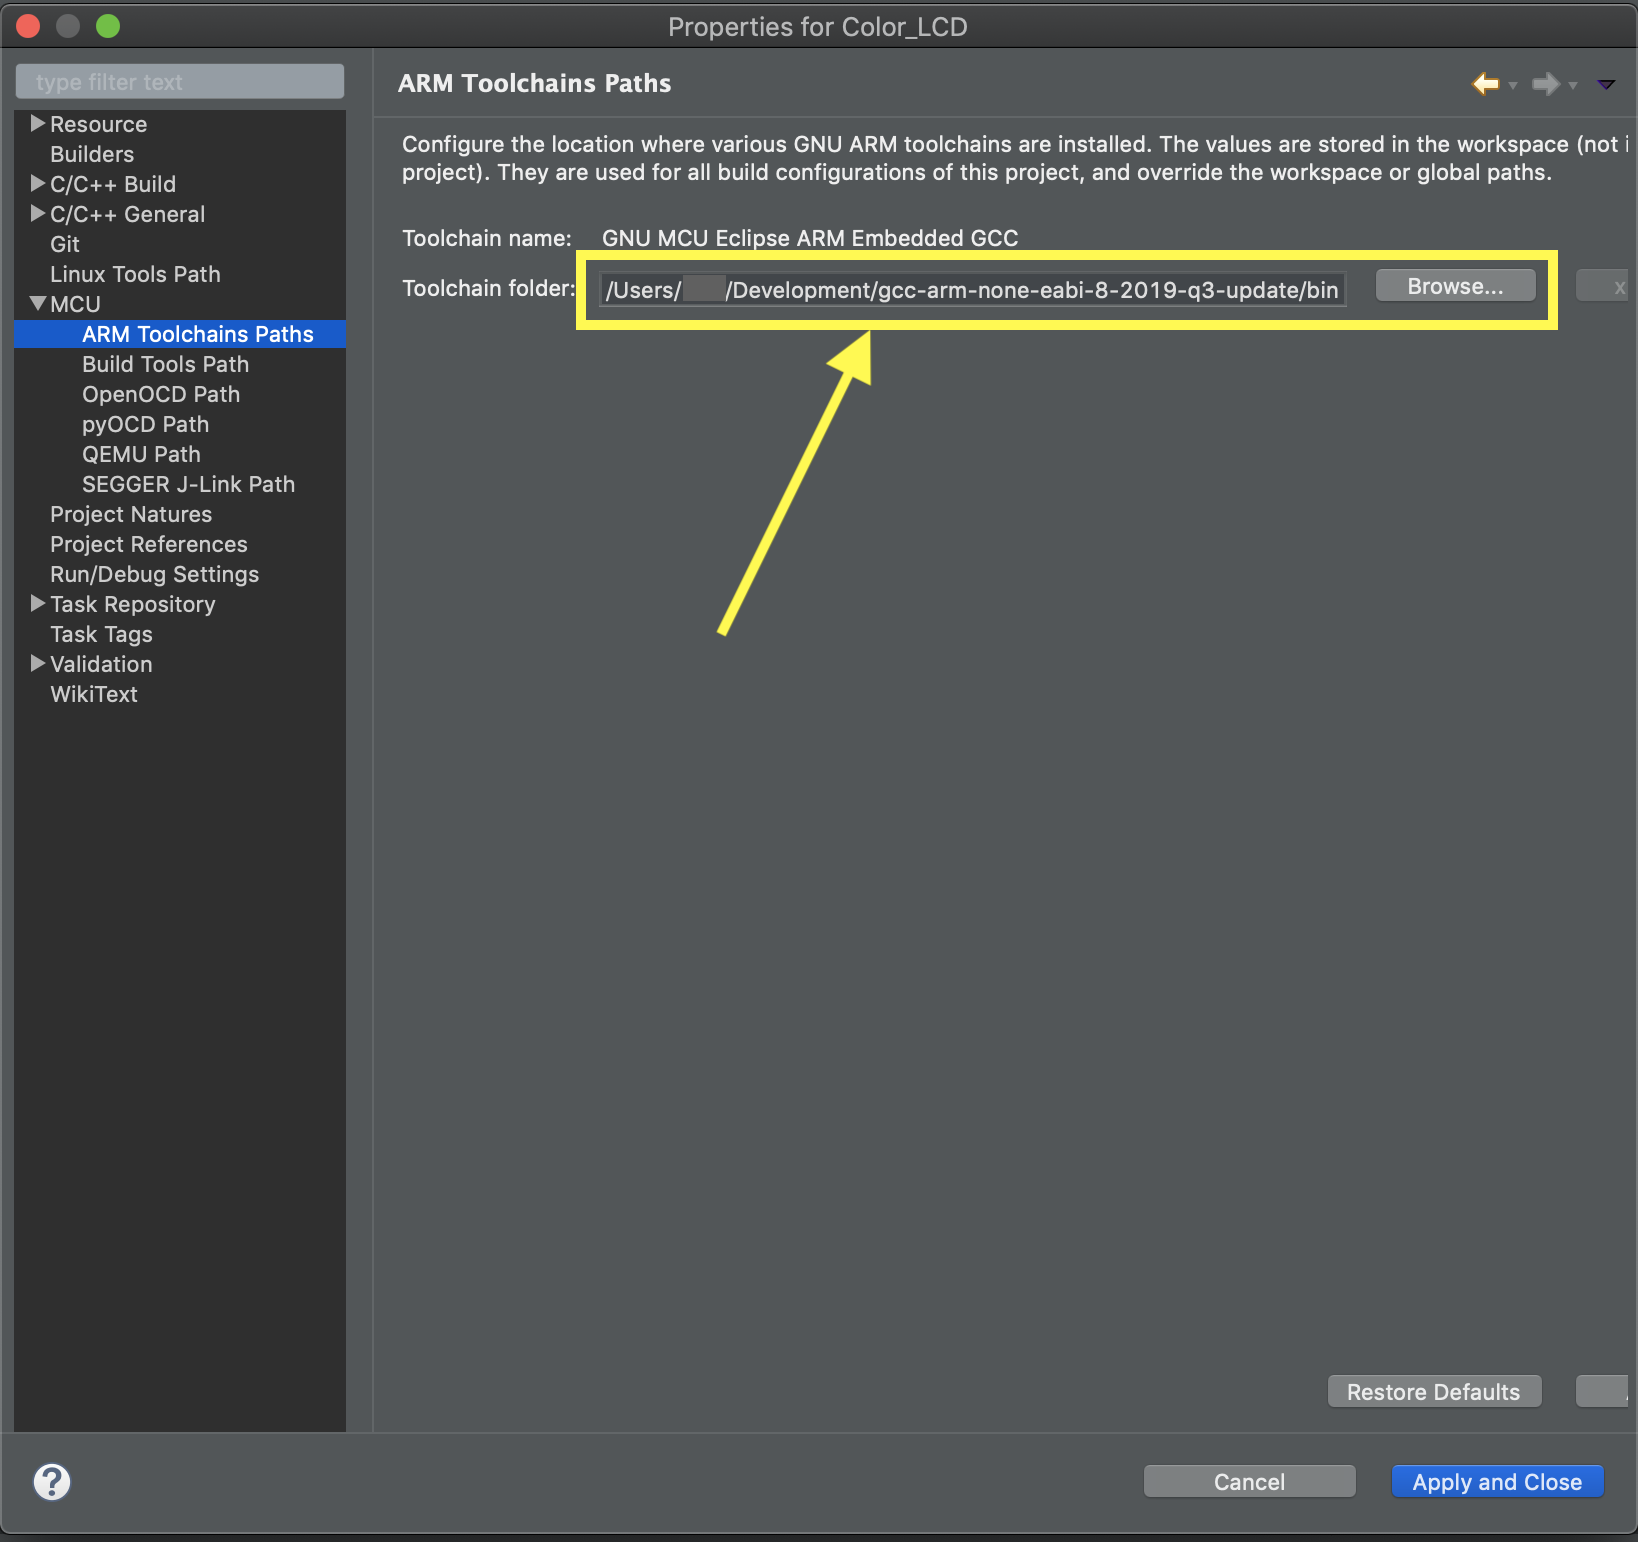 Properties for Color_LCD
type filter text
Resource
Builders
C/C++ Build
C/C++ General
Git
Linux Tools Path
MCU
ARM Toolchains Paths
Build Tools Path
OpenOCD Path
pyOCD Path
QEMU Path
SEGGER J-Link Path
Project Natures
Project References
Run/Debug Settings
Task Repository
Task Tags
Validation
WikiText
ARM Toolchains Paths
Configure the location where various GNU ARM toolchains are installed. The values are stored in the workspace (not
project). They are used for all build configurations of this project, and override the workspace or global paths.
Toolchain name: GNU MCU Eclipse ARM Embedded GCC
Toolchain folder: /Users/ /Development/gcc-arm-none-eabi-8-2019-q3-update/bin Browse... x
Restore Defaults
? Cancel Apply and Close